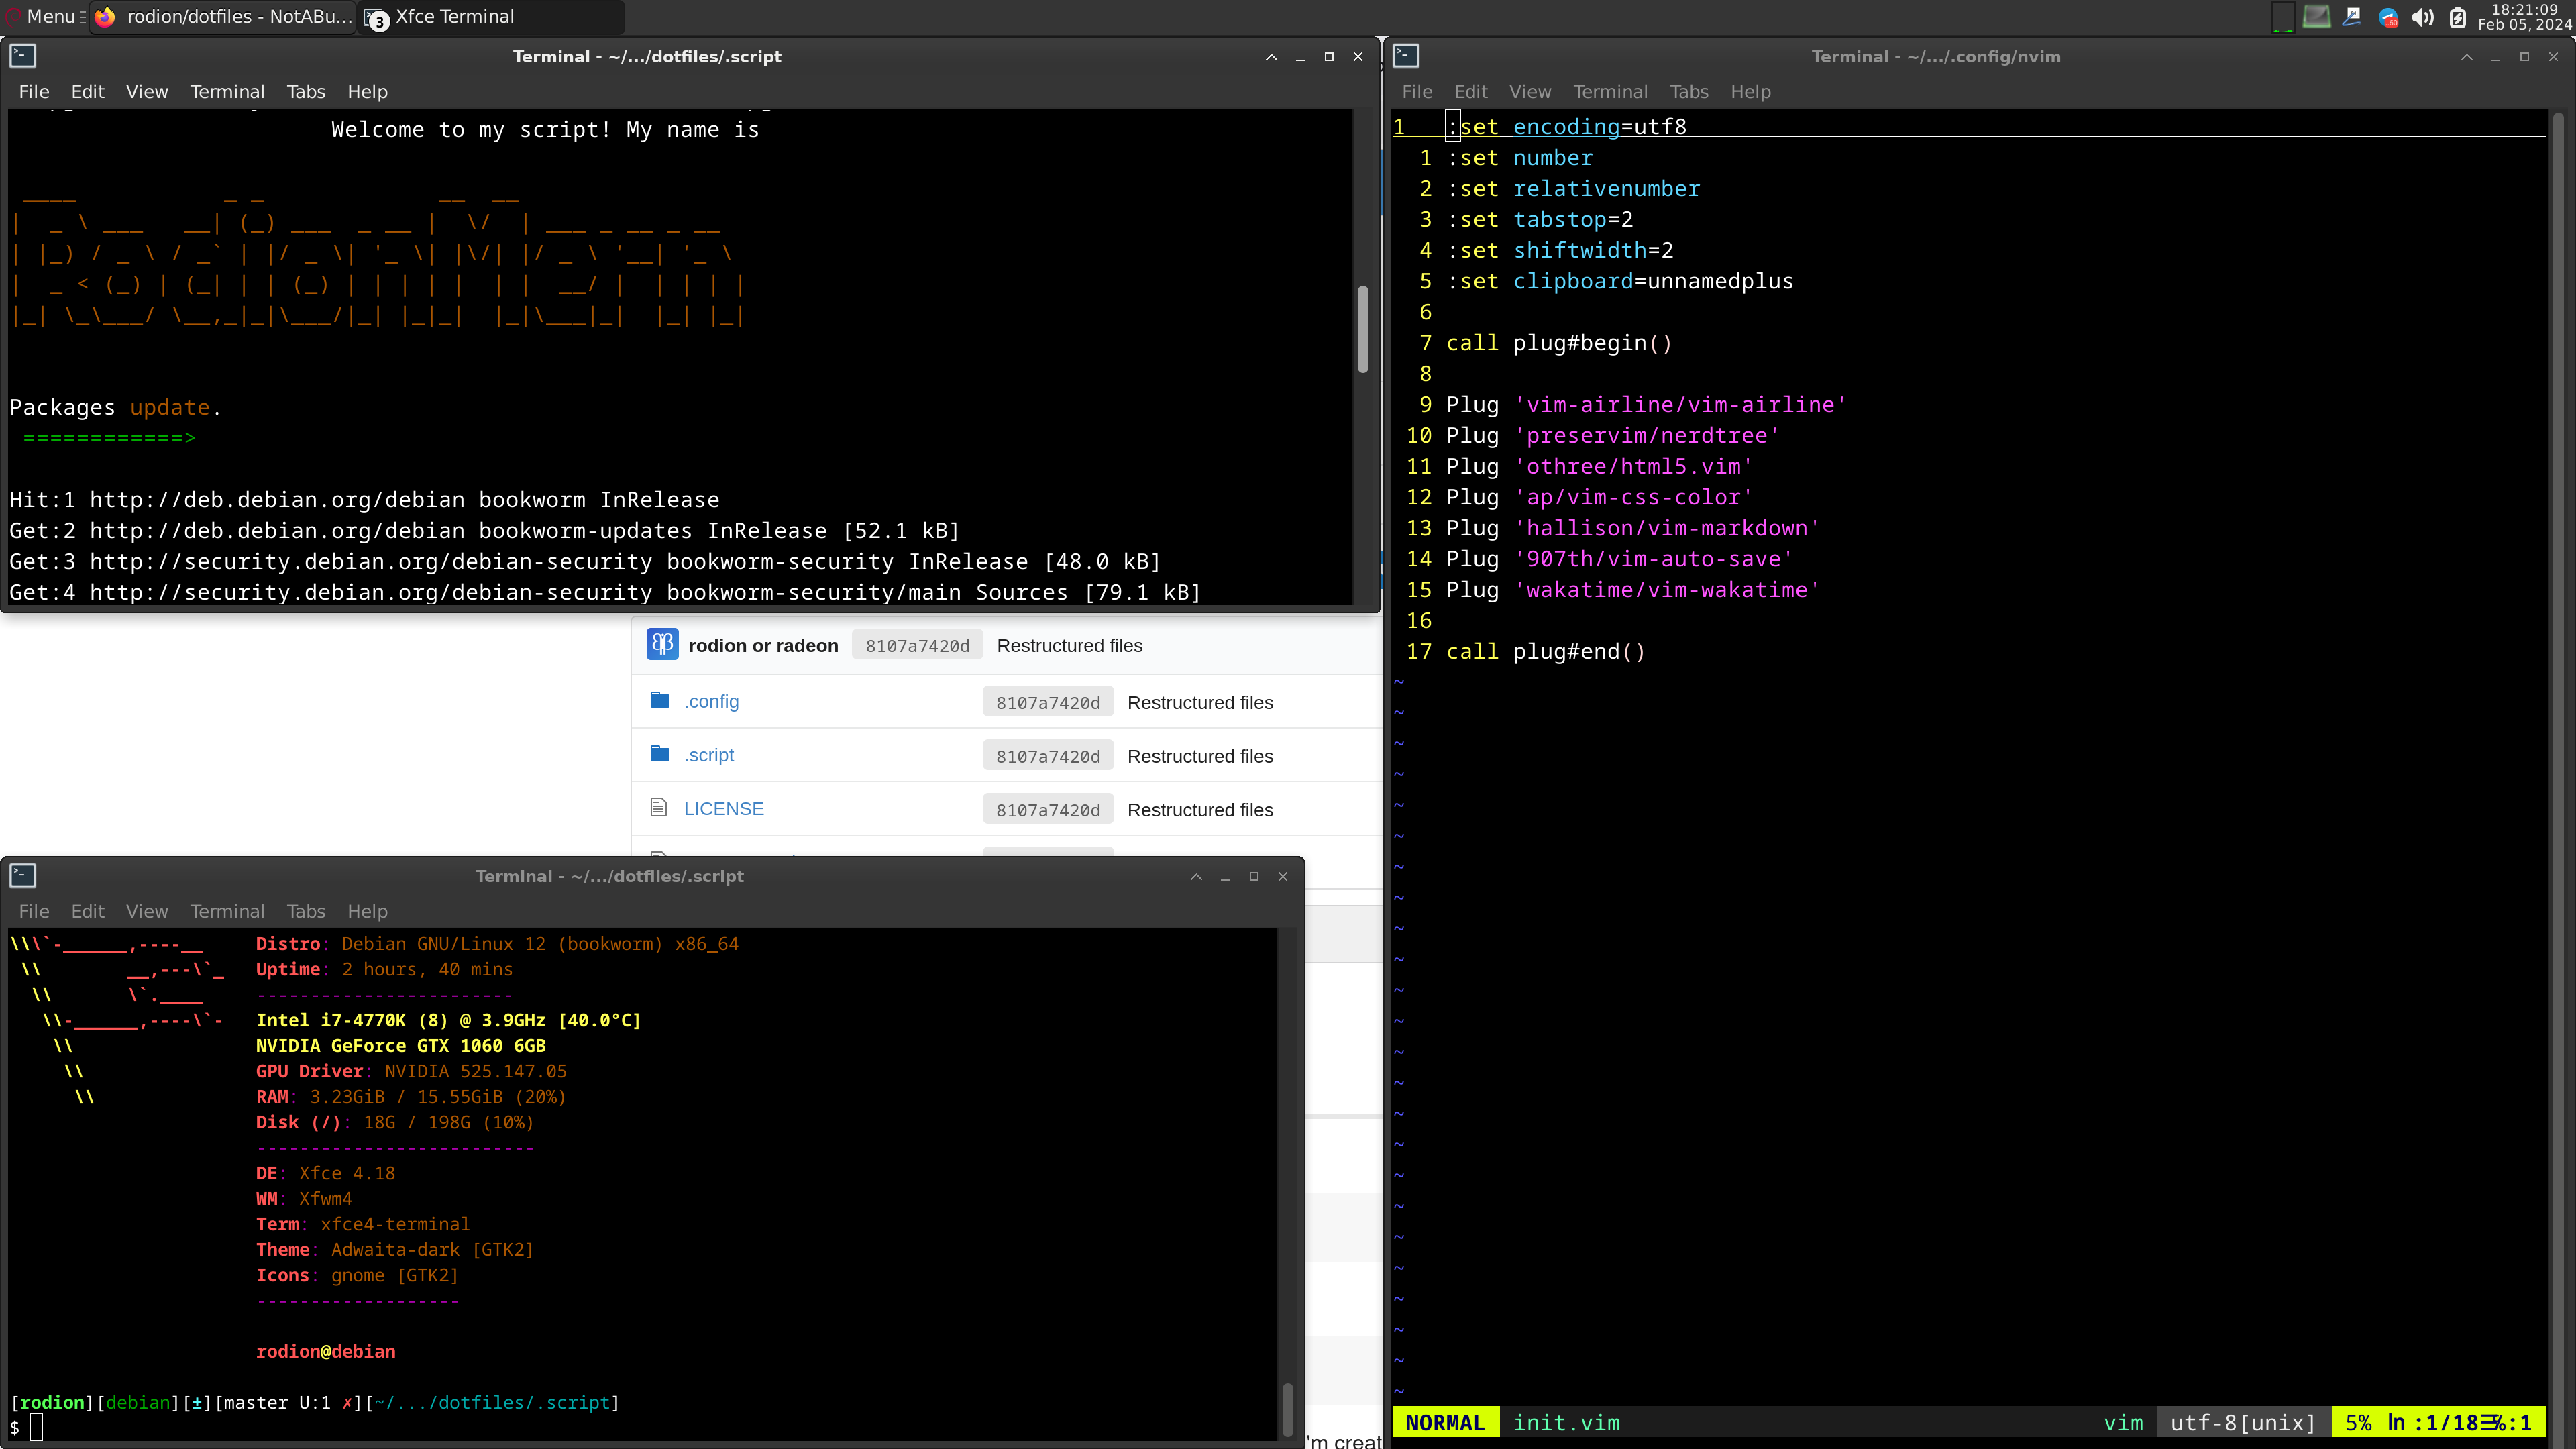 Menu
rodion/dotfiles - NotABu...
3 Xfce Terminal
60
18:21:09
Feb 05, 2024
Terminal - ~/.../dotfiles/.script
File Edit View Terminal Tabs Help
Welcome to my script! My name is
RodionMern
Packages update.
============>
Hit:1 http://deb.debian.org/debian bookworm InRelease
Get:2 http://deb.debian.org/debian bookworm-updates InRelease [52.1 kB]
Get:3 http://security.debian.org/debian-security bookworm-security InRelease [48.0 kB]
Get:4 http://security.debian.org/debian-security bookworm-security/main Sources [79.1 kB]
rodion or radeon 8107a7420d Restructured files
.config 8107a7420d Restructured files
.script 8107a7420d Restructured files
LICENSE 8107a7420d Restructured files
Terminal - ~/.../dotfiles/.script
File Edit View Terminal Tabs Help
Distro: Debian GNU/Linux 12 (bookworm) x86_64
Uptime: 2 hours, 40 mins
------------------------
Intel i7-4770K (8) @ 3.9GHz [40.0°C]
NVIDIA GeForce GTX 1060 6GB
GPU Driver: NVIDIA 525.147.05
RAM: 3.23GiB / 15.55GiB (20%)
Disk (/): 18G / 198G (10%)
--------------------------
DE: Xfce 4.18
WM: Xfwm4
Term: xfce4-terminal
Theme: Adwaita-dark [GTK2]
Icons: gnome [GTK2]
-------------------
rodion@debian
[rodion][debian][±][master U:1 ✗][~/.../dotfiles/.script]
$
'm creat
Terminal - ~/.../.config/nvim
File Edit View Terminal Tabs Help
1 :set encoding=utf8
1 :set number
2 :set relativenumber
3 :set tabstop=2
4 :set shiftwidth=2
5 :set clipboard=unnamedplus
6
7 call plug#begin()
8
9 Plug 'vim-airline/vim-airline'
10 Plug 'preservim/nerdtree'
11 Plug 'othree/html5.vim'
12 Plug 'ap/vim-css-color'
13 Plug 'hallison/vim-markdown'
14 Plug '907th/vim-auto-save'
15 Plug 'wakatime/vim-wakatime'
16
17 call plug#end()
NORMAL init.vim vim utf-8[unix] 5% ln :1/18☰%:1